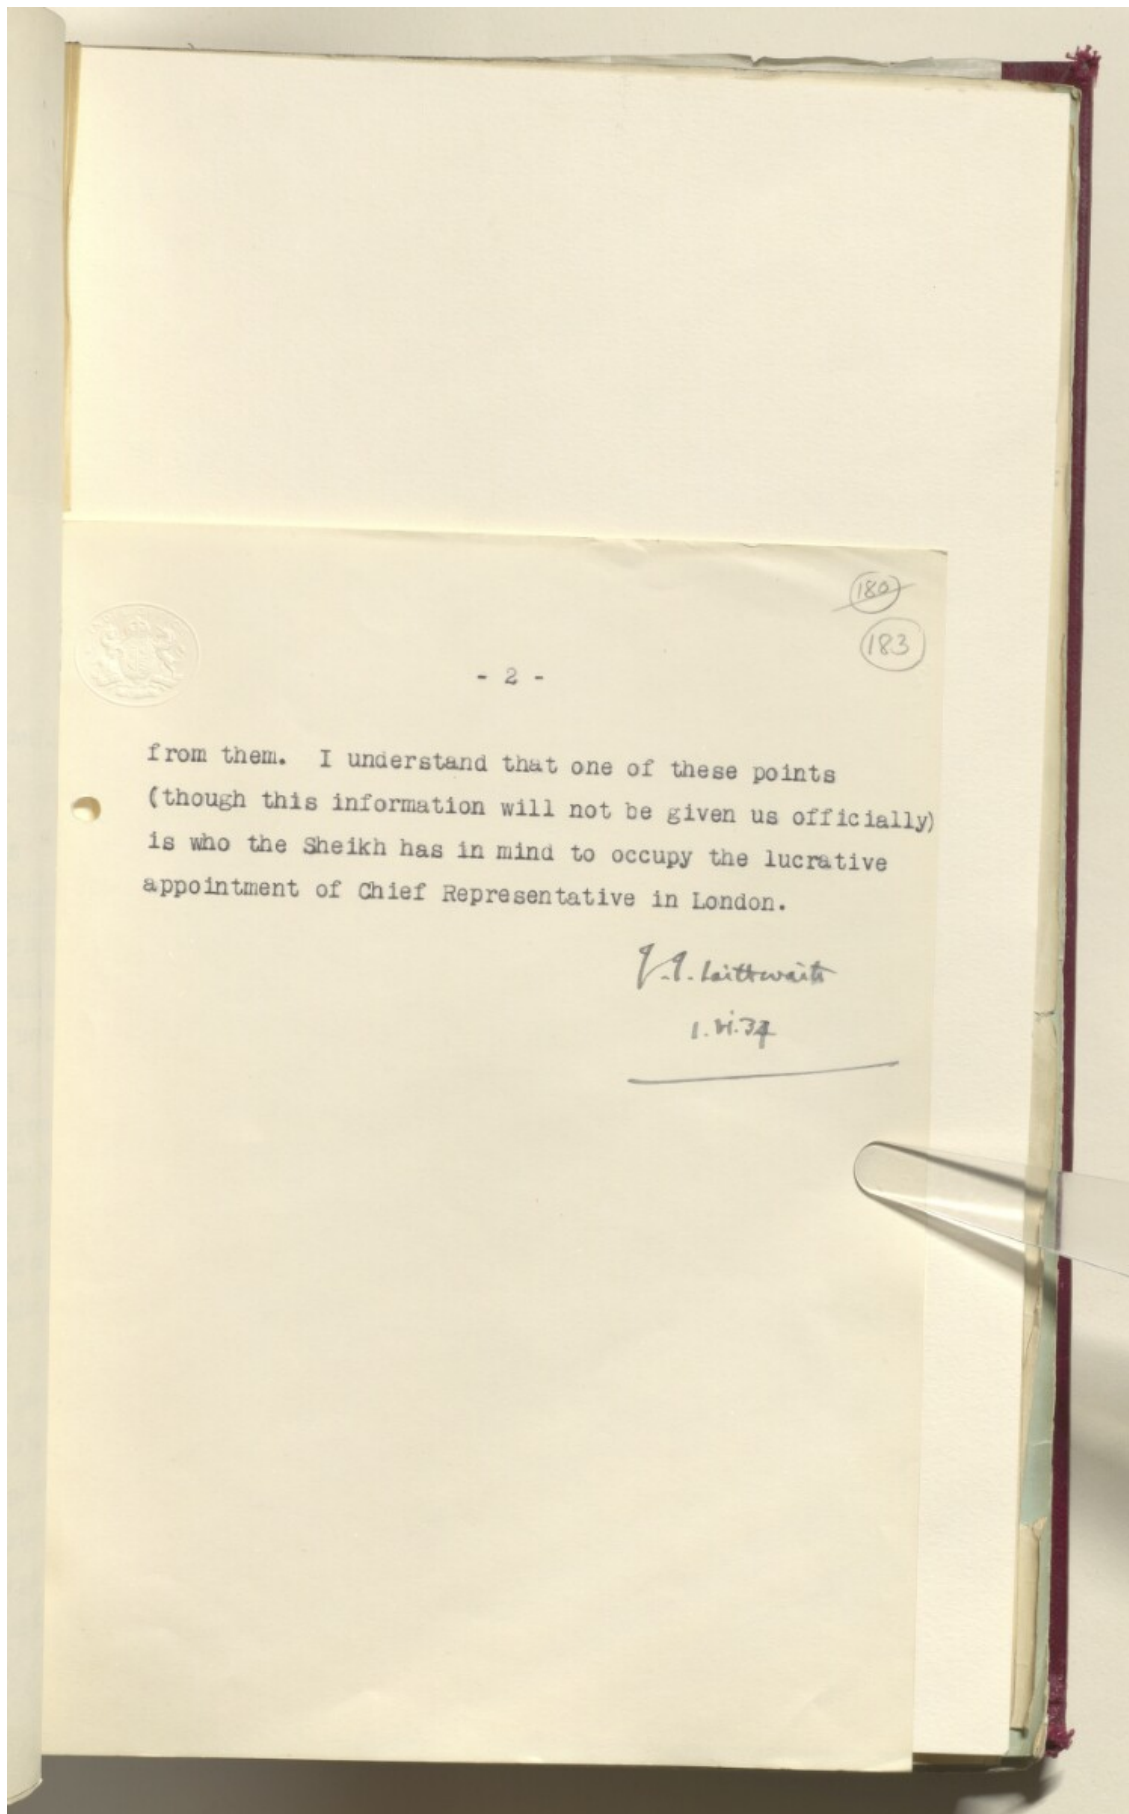 180
183
- 2 -
from them. I understand that one of these points
(though this information will not be given us officially)
is who the Sheikh has in mind to occupy the lucrative
appointment of Chief Representative in London.
J.G. Laithwaite
1.vi.34